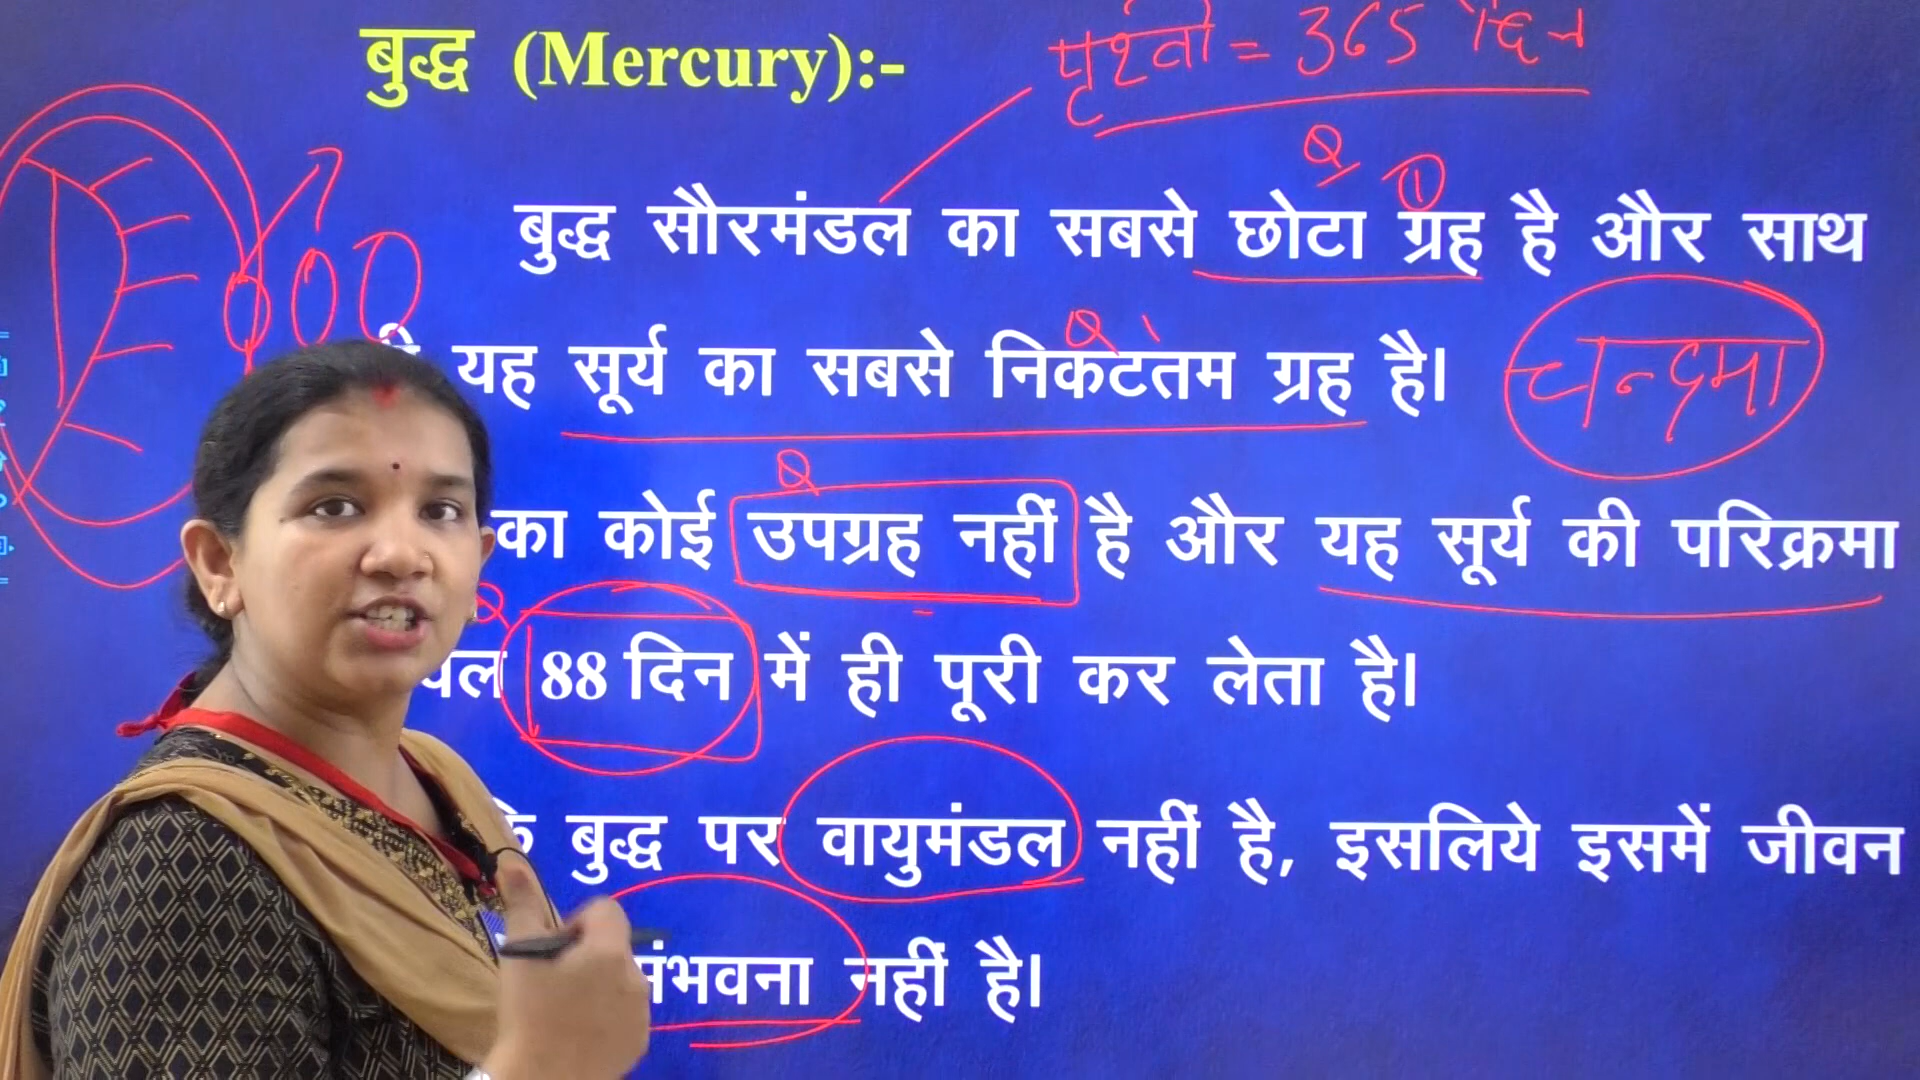 बुद्ध (Mercury):-
पृथ्वी = 365 दिन
Q ①
बुद्ध सौरमंडल का सबसे छोटा ग्रह है और साथ
Q
यह सूर्य का सबसे निकटतम ग्रह है।
चन्द्रमा
Q
का कोई उपग्रह नहीं है और यह सूर्य की परिक्रमा
Q
88 दिन में ही पूरी कर लेता है।
बुद्ध पर वायुमंडल नहीं है, इसलिये इसमें जीवन
संभवना नहीं है।